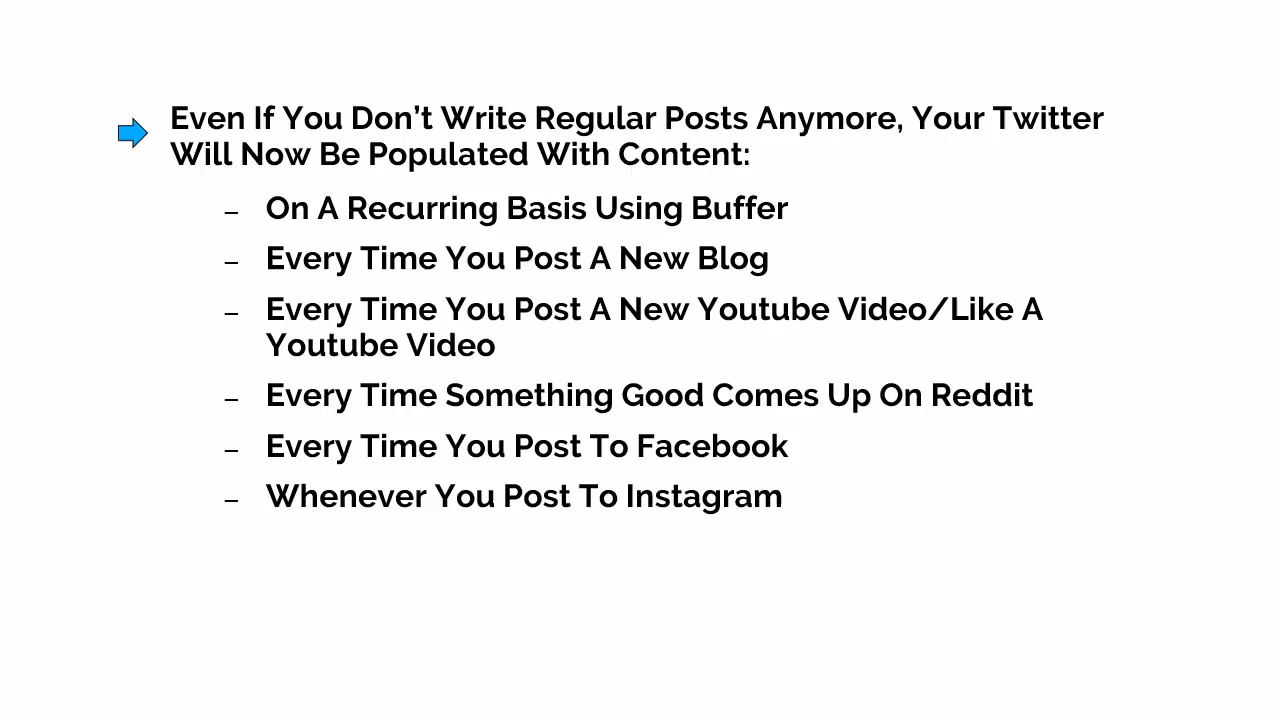 Even If You Don’t Write Regular Posts Anymore, Your Twitter
Will Now Be Populated With Content:
– On A Recurring Basis Using Buffer
– Every Time You Post A New Blog
– Every Time You Post A New Youtube Video/Like A
Youtube Video
– Every Time Something Good Comes Up On Reddit
– Every Time You Post To Facebook
– Whenever You Post To Instagram